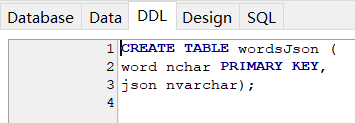 Database Data DDL Design SQL
1 CREATE TABLE wordsJson (
2 word nchar PRIMARY KEY,
3 json nvarchar);
4